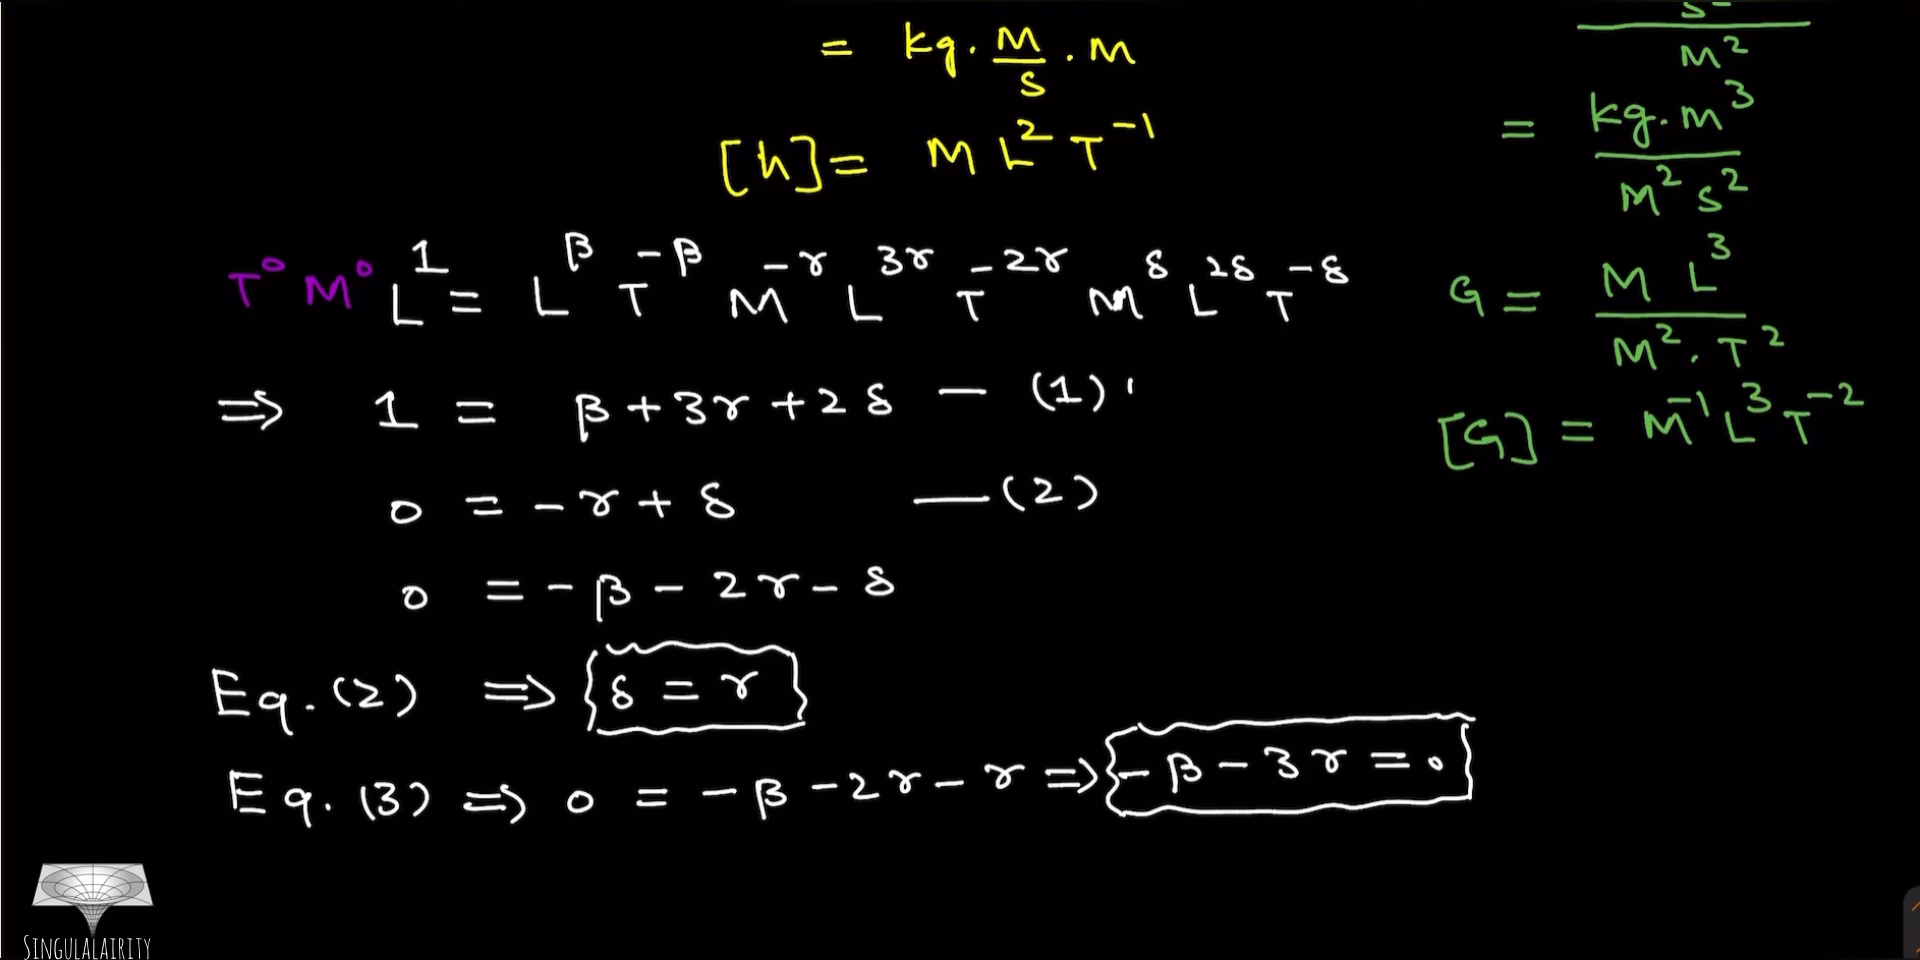 = kg. M/S . M
[h] = M L² T⁻¹
T⁰ M⁰ L¹ = L^β T^-β M^-γ L^3γ T^-2γ M^δ L^2δ T^-δ
⇒ 1 = β + 3γ + 2δ — (1)
0 = -γ + δ — (2)
0 = -β - 2γ - δ
Eq. (2) ⇒ δ = γ
Eq. (3) ⇒ 0 = -β - 2γ - γ ⇒ -β - 3γ = 0
M²
= kg. m³ / M² S²
G = M L³ / M² . T²
[G] = M⁻¹ L³ T⁻²
SINGULALAIRITY